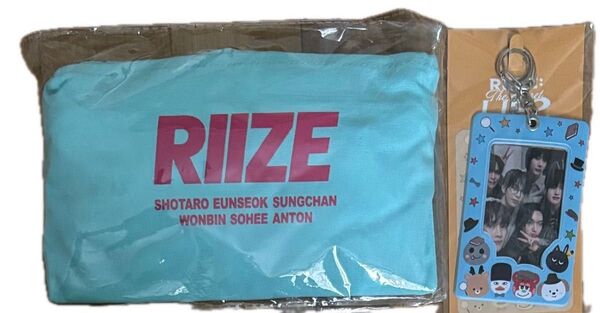 RIIZE
SHOTARO EUNSEOK SUNGCHAN
WONBIN SOHEE ANTON